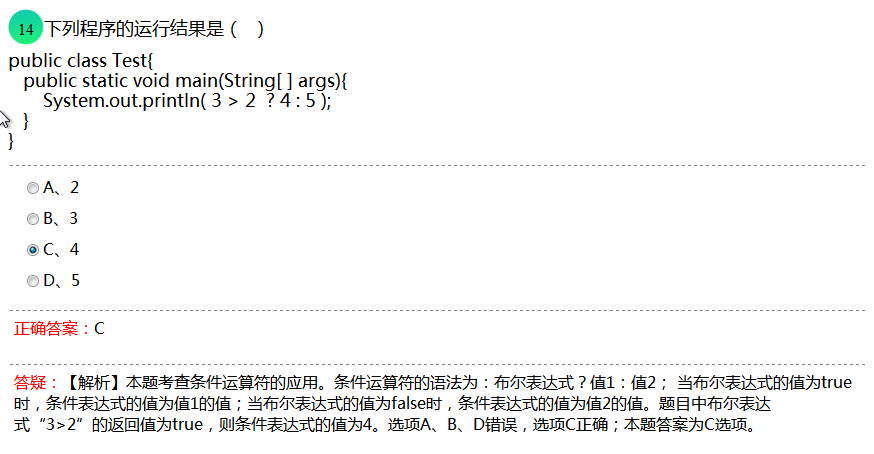 14 下列程序的运行结果是 (    )
public class Test{
public static void main(String[ ] args){
System.out.println( 3 > 2  ? 4 : 5 );
}
}
A、2
B、3
C、4
D、5
正确答案：C
答疑：【解析】本题考查条件运算符的应用。条件运算符的语法为：布尔表达式？值1：值2； 当布尔表达式的值为true
时，条件表达式的值为值1的值；当布尔表达式的值为false时，条件表达式的值为值2的值。题目中布尔表达
式“3>2”的返回值为true，则条件表达式的值为4。选项A、B、D错误，选项C正确；本题答案为C选项。